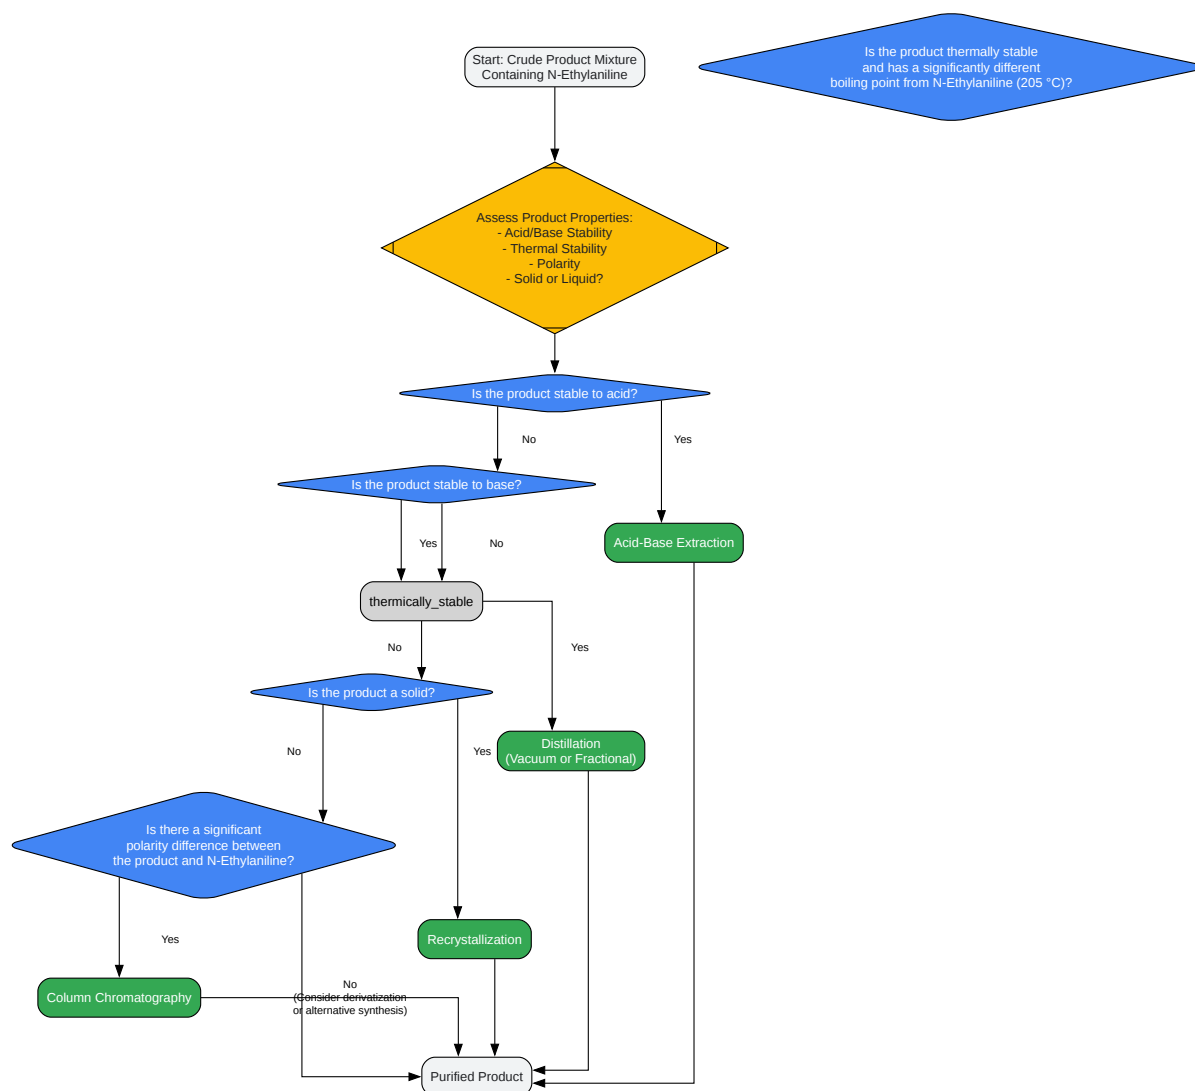 Start: Crude Product Mixture
Containing N-Ethylaniline
Is the product thermally stable
and has a significantly different
boiling point from N-Ethylaniline (205 °C)?
Assess Product Properties:
- Acid/Base Stability
- Thermal Stability
- Polarity
- Solid or Liquid?
Is the product stable to acid?
No
Yes
Is the product stable to base?
Acid-Base Extraction
Yes
No
thermically_stable
No
Yes
Is the product a solid?
No
Yes
Distillation
(Vacuum or Fractional)
Is there a significant
polarity difference between
the product and N-Ethylaniline?
Yes
Recrystallization
No
(Consider derivatization
or alternative synthesis)
Column Chromatography
Purified Product